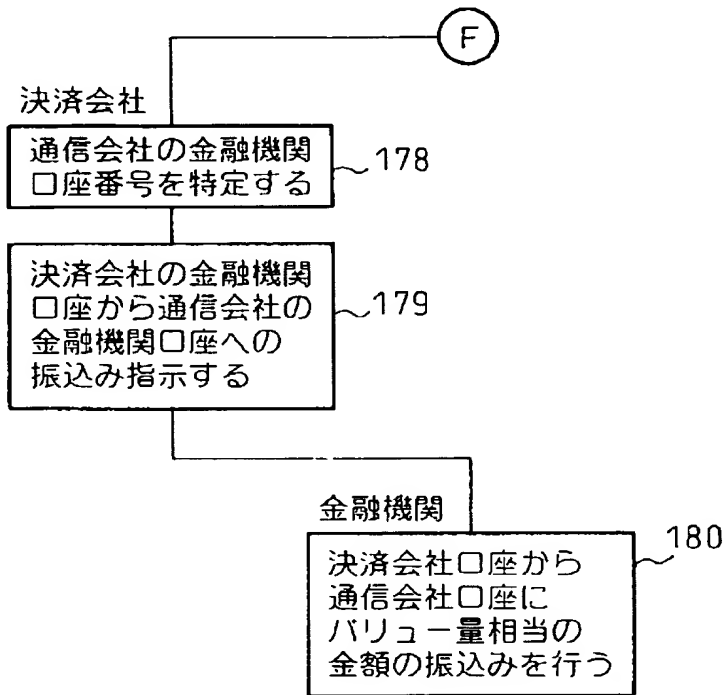 F
決済会社
通信会社の金融機関
口座番号を特定する
178
決済会社の金融機関
口座から通信会社の
金融機関口座への
振込み指示する
179
金融機関
180
決済会社口座から
通信会社口座に
バリュー量相当の
金額の振込みを行う